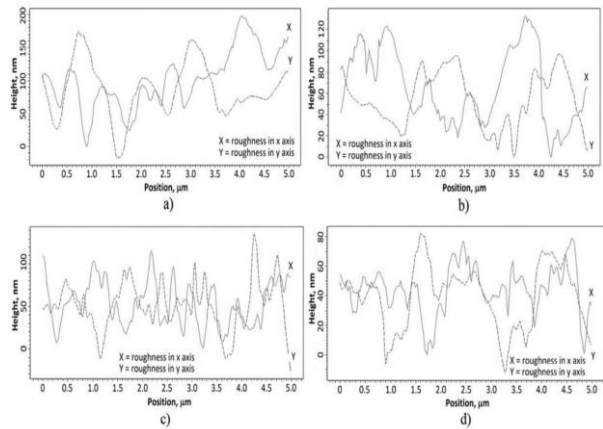 200
150
100
50
0
Height, nm
X
Y
X = roughness in x axis
Y = roughness in y axis
0 0.5 1.0 1.5 2.0 2.5 3.0 3.5 4.0 4.5 5.0
Position, µm
a)
120
80
60
40
20
0
Height, nm
X
Y
X = roughness in x axis
Y = roughness in y axis
0 0.5 1.0 1.5 2.0 2.5 3.0 3.5 4.0 4.5 5.0
Position, µm
b)
100
50
0
Height, nm
X
Y
X = roughness in x axis
Y = roughness in y axis
0 0.5 1.0 1.5 2.0 2.5 3.0 3.5 4.0 4.5 5.0
Position, µm
c)
80
60
40
20
0
Height, nm
X
Y
X = roughness in x axis
Y = roughness in y axis
0 0.5 1.0 1.5 2.0 2.5 3.0 3.5 4.0 4.5 5.0
Position, µm
d)